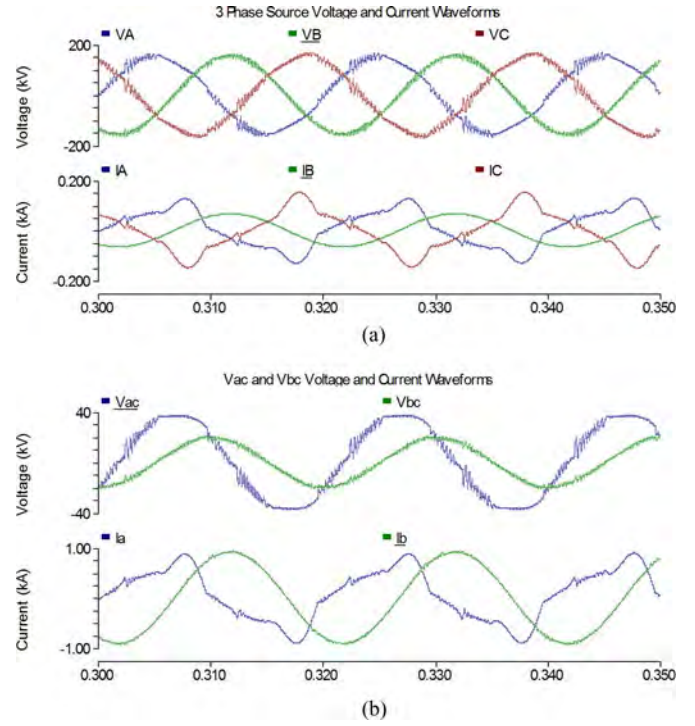 3 Phase Source Voltage and Current Waveforms
VA VB VC
200
Voltage (kV)
-200
IA IB IC
0.200
Current (kA)
-0.200
0.300 0.310 0.320 0.330 0.340 0.350
(a)
Vac and Vbc Voltage and Current Waveforms
Vac Vbc
40
Voltage (kV)
-40
Ia Ib
1.00
Current (kA)
-1.00
0.300 0.310 0.320 0.330 0.340 0.350
(b)